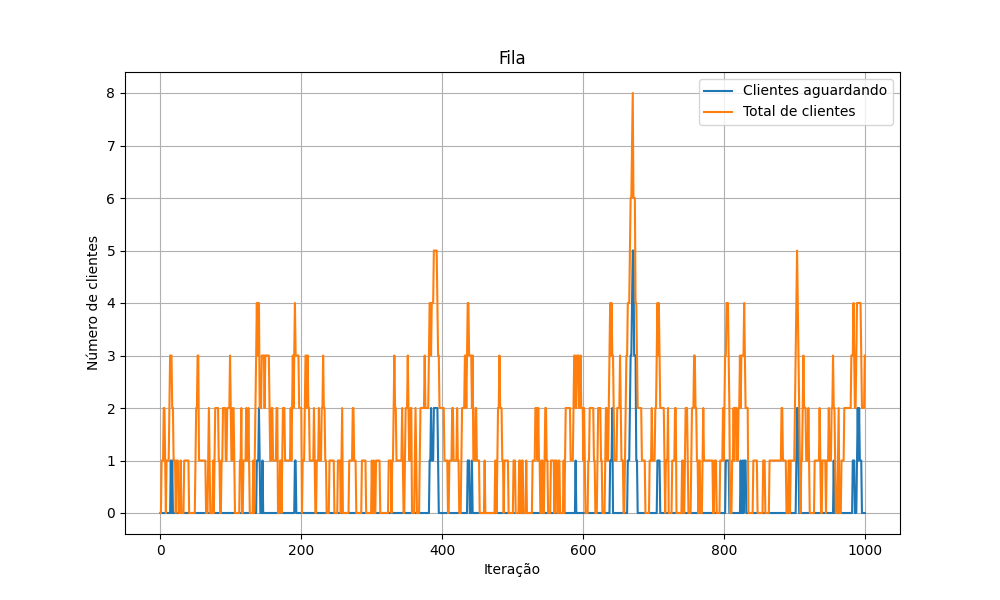 Fila
Clientes aguardando
Total de clientes
Número de clientes
8
7
6
5
4
3
2
1
0
0 200 400 600 800 1000
Iteração